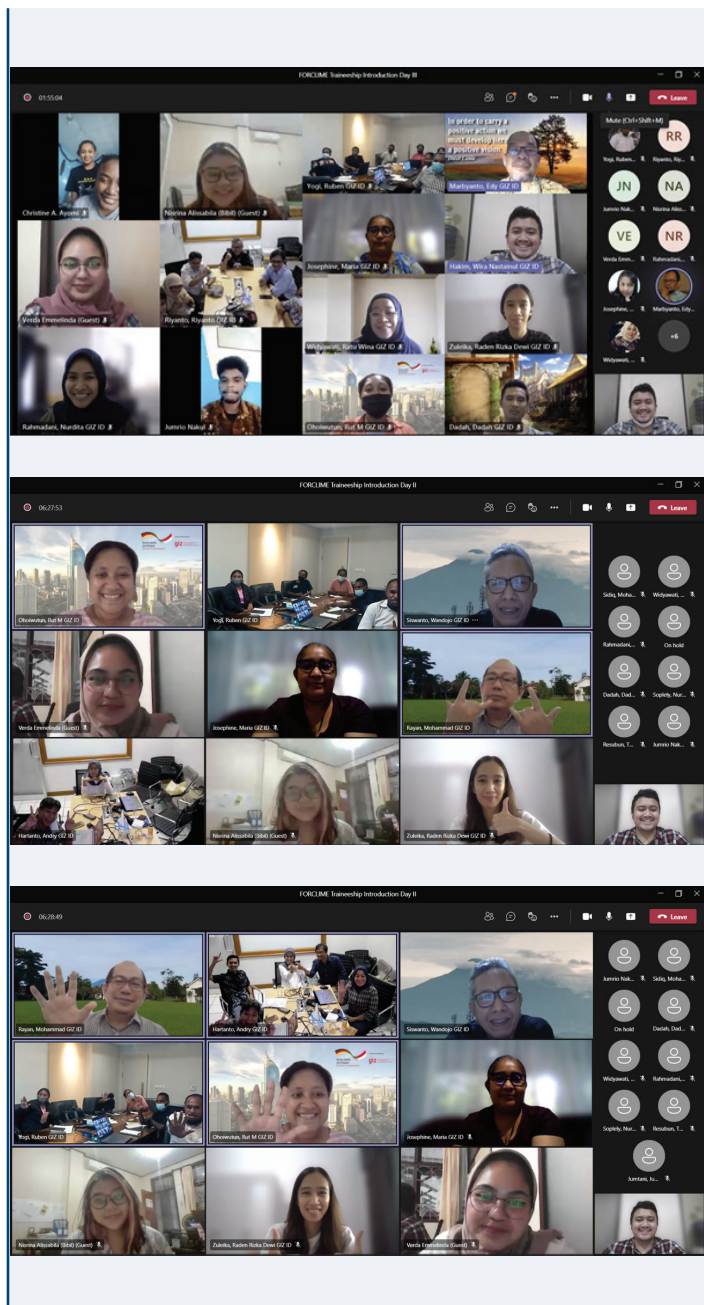 FORCLIME Traineeship Introduction Day III
01:55:04
Leave
Mute (Ctrl+Shift+M)
In order to carry a
positive action we
must develop here
a positive vision.
Christine A. Ayomi
Nisrina Alissabila (Bibil) (Guest)
Yogi, Ruben GIZ ID
Marbyanto, Edy GIZ ID
Verda Emmelinda (Guest)
Riyanto, Riyanto GIZ ID
Josephine, Maria GIZ ID
Hakim, Wira Nastainul GIZ ID
Widyawati, Ratu Wina GIZ ID
Zuleika, Raden Rizka Dewi GIZ ID
Rahmadani, Nurdita GIZ ID
Jumrio Nakul
Ohoiwutun, Rut M GIZ ID
Dadah, Dadah GIZ ID
RR
Yogi, Ruben...
Riyanto, Riy...
JN
NA
Jumrio Nak...
Nisrina Aliss...
VE
NR
Verda Emm...
Rahmadani,...
Josephine, ...
Marbyanto, Edy...
Widyawati, ...
+6
FORCLIME Traineeship Introduction Day II
06:27:53
Leave
giz
Ohoiwutun, Rut M GIZ ID
Yogi, Ruben GIZ ID
Siswanto, Wandojo GIZ ID ...
Verda Emmelinda (Guest)
Josephine, Maria GIZ ID
Rayan, Mohammad GIZ ID
Hartanto, Andry GIZ ID
Nisrina Alissabila (Bibil) (Guest)
Zuleika, Raden Rizka Dewi GIZ ID
Sidiq, Moha...
Widyawati, ...
Rahmadani,...
On hold
Dadah, Dad...
Soplely, Nur...
Resubun, T...
Jumrio Nak...
FORCLIME Traineeship Introduction Day II
06:28:49
Leave
Rayan, Mohammad GIZ ID
Hartanto, Andry GIZ ID
Siswanto, Wandojo GIZ ID
giz
Yogi, Ruben GIZ ID
Ohoiwutun, Rut M GIZ ID
Josephine, Maria GIZ ID
Nisrina Alissabila (Bibil) (Guest)
Zuleika, Raden Rizka Dewi GIZ ID
Verda Emmelinda (Guest)
Jumrio Nak...
Sidiq, Moha...
On hold
Dadah, Dad...
Widyawati, ...
Rahmadani,...
Soplely, Nur...
Resubun, T...
Jumtani, Ju...